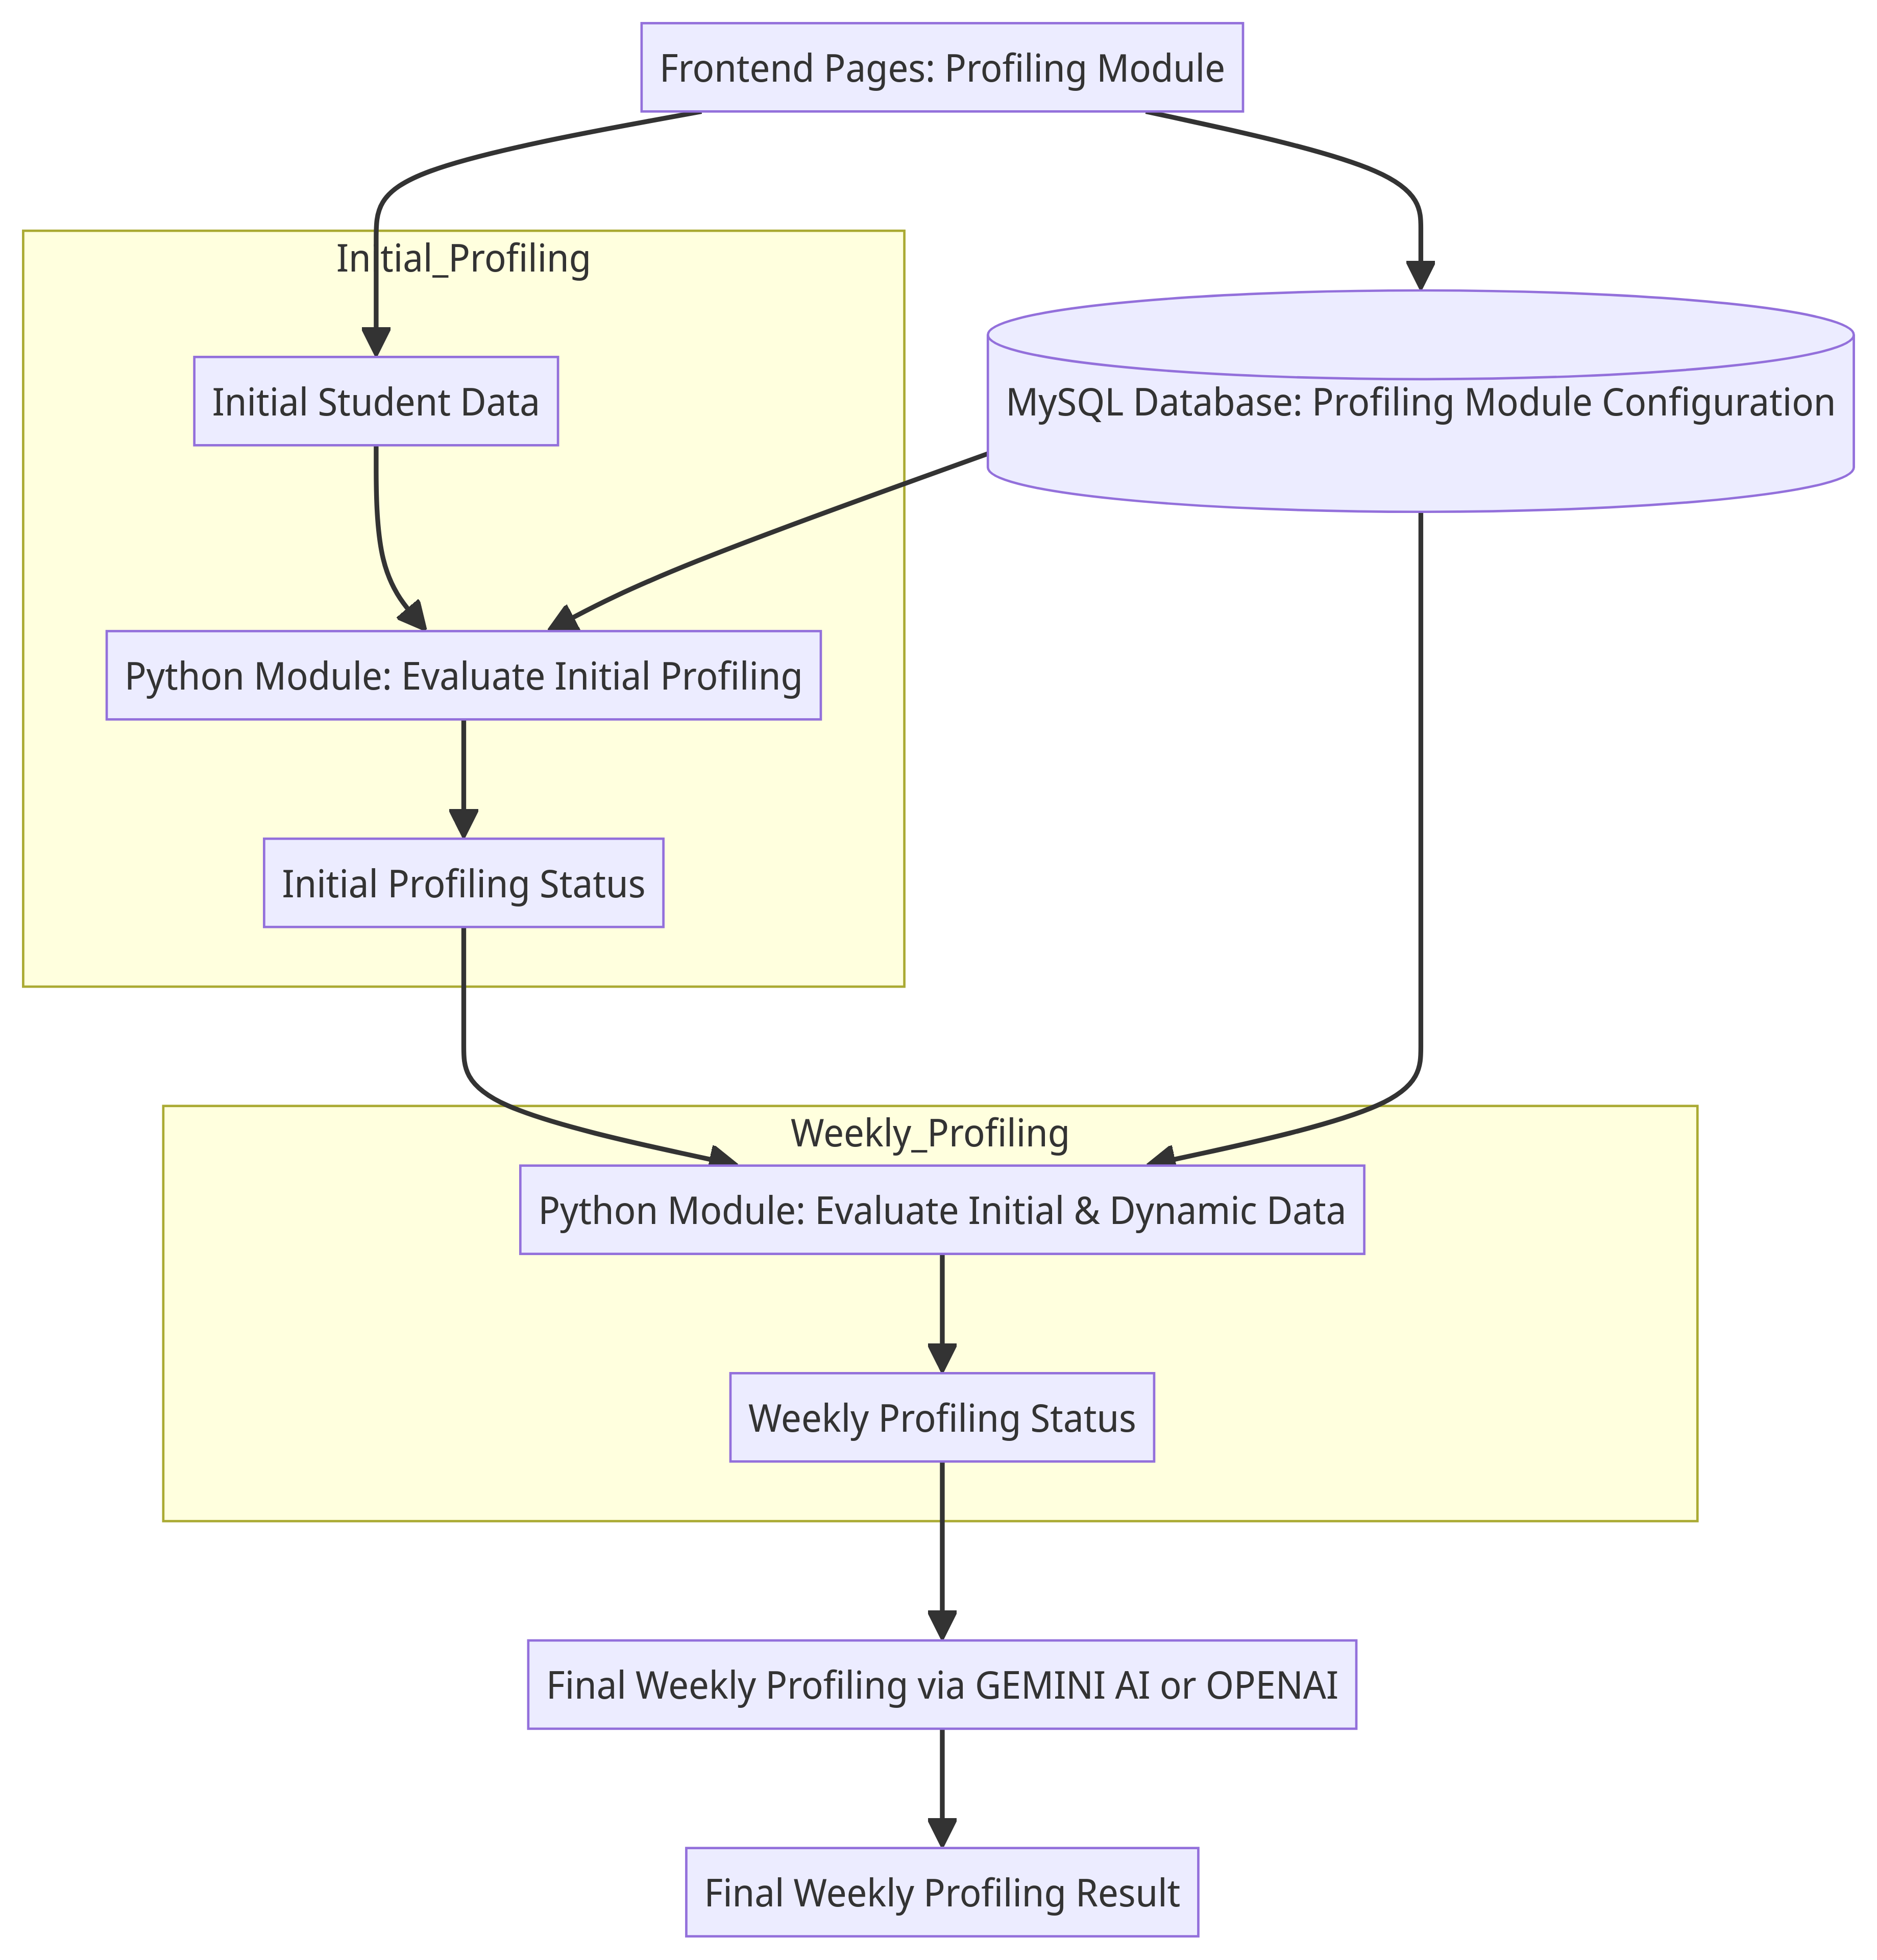 Frontend Pages: Profiling Module
Initial_Profiling
Initial Student Data
MySQL Database: Profiling Module Configuration
Python Module: Evaluate Initial Profiling
Initial Profiling Status
Weekly_Profiling
Python Module: Evaluate Initial & Dynamic Data
Weekly Profiling Status
Final Weekly Profiling via GEMINI AI or OPENAI
Final Weekly Profiling Result